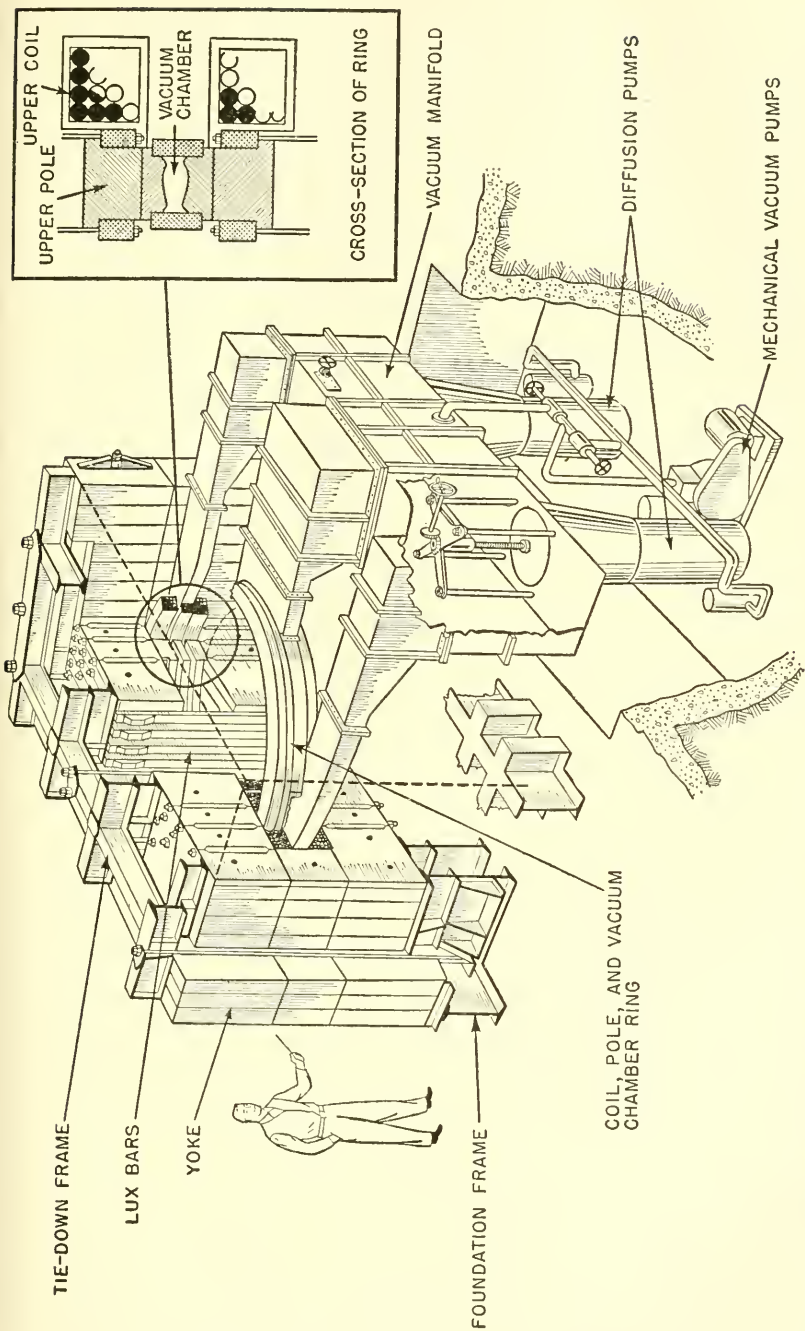 UPPER POLE
UPPER COIL
VACUUM
CHAMBER
CROSS-SECTION OF RING
TIE-DOWN FRAME
LUX BARS
YOKE
VACUUM MANIFOLD
FOUNDATION FRAME
COIL, POLE, AND VACUUM
CHAMBER RING
DIFFUSION PUMPS
MECHANICAL VACUUM PUMPS